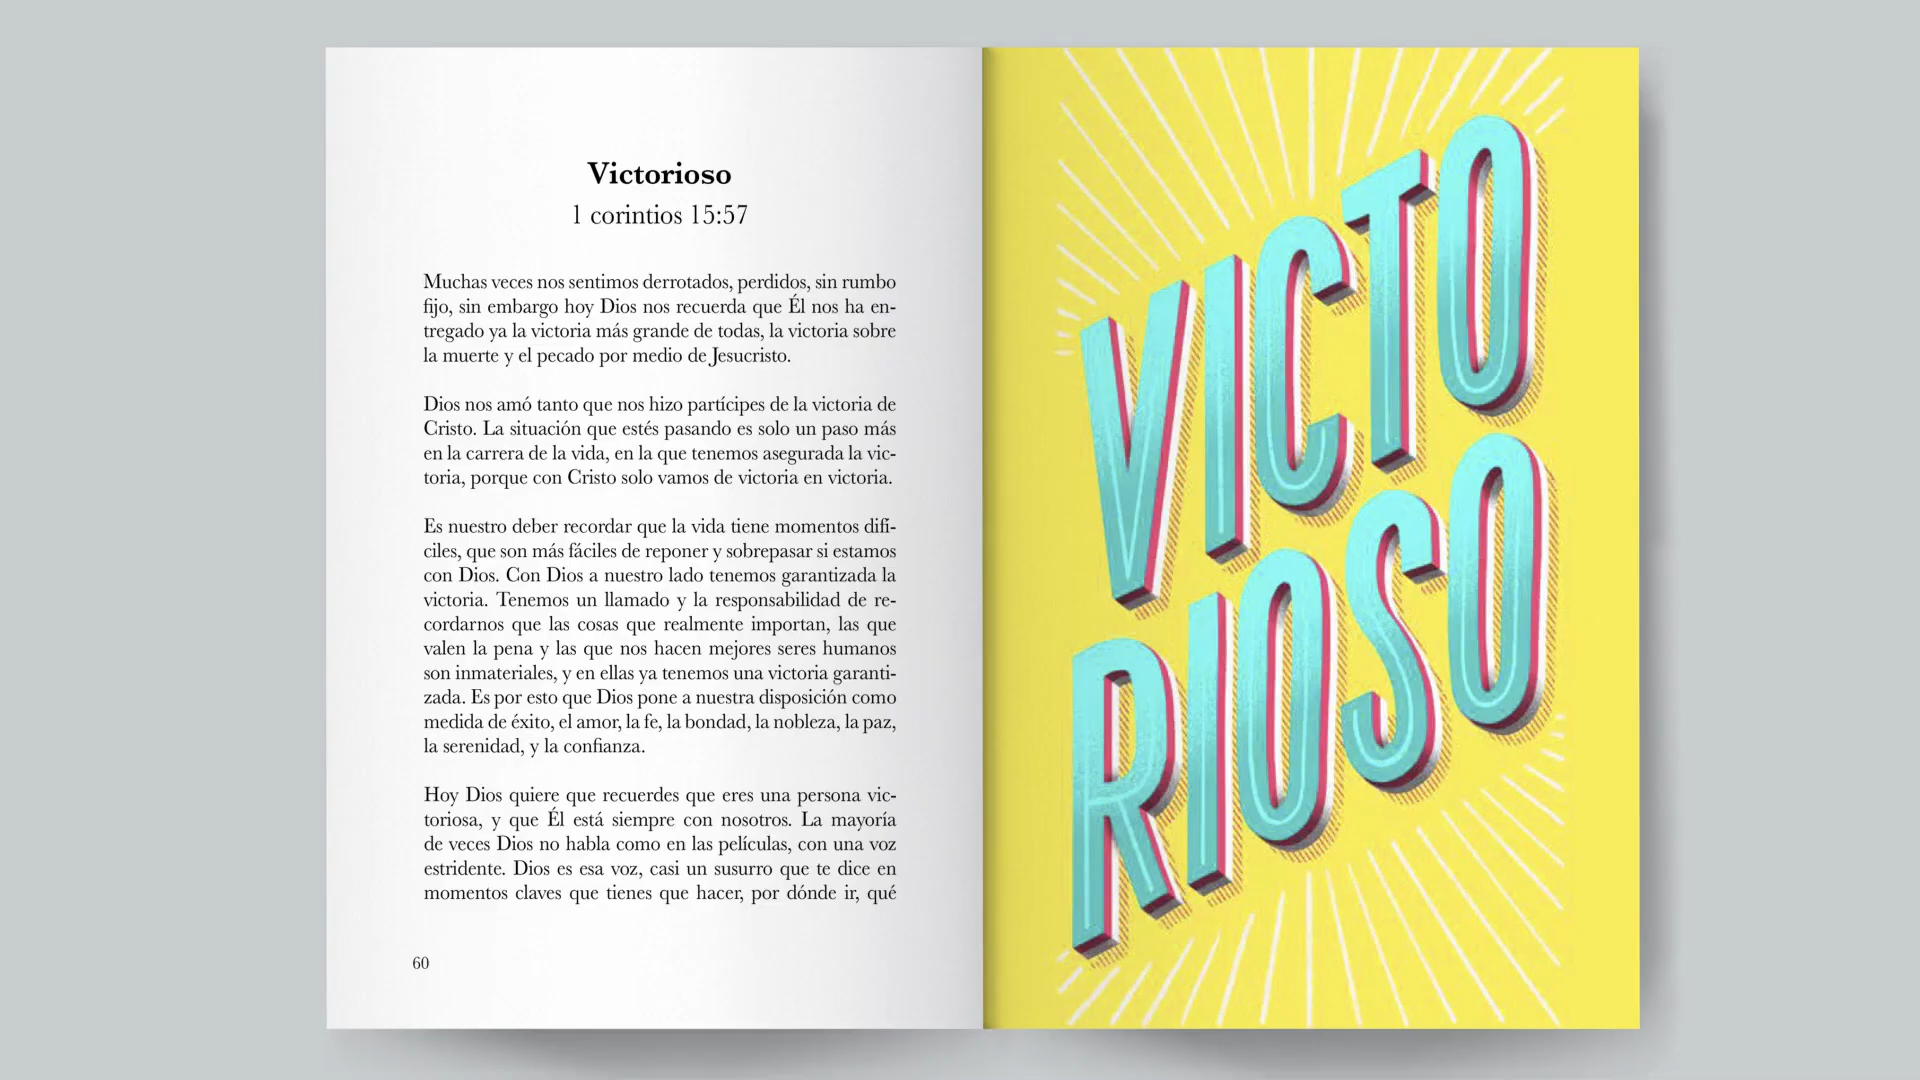 Victorioso
1 corintios 15:57
Muchas veces nos sentimos derrotados, perdidos, sin rumbo
fijo, sin embargo hoy Dios nos recuerda que Él nos ha en-
tregado ya la victoria más grande de todas, la victoria sobre
la muerte y el pecado por medio de Jesucristo.
Dios nos amó tanto que nos hizo partícipes de la victoria de
Cristo. La situación que estés pasando es solo un paso más
en la carrera de la vida, en la que tenemos asegurada la vic-
toria, porque con Cristo solo vamos de victoria en victoria.
Es nuestro deber recordar que la vida tiene momentos difí-
ciles, que son más fáciles de reponer y sobrepasar si estamos
con Dios. Con Dios a nuestro lado tenemos garantizada la
victoria. Tenemos un llamado y la responsabilidad de re-
cordarnos que las cosas que realmente importan, las que
valen la pena y las que nos hacen mejores seres humanos
son inmateriales, y en ellas ya tenemos una victoria garanti-
zada. Es por esto que Dios pone a nuestra disposición como
medida de éxito, el amor, la fe, la bondad, la nobleza, la paz,
la serenidad, y la confianza.
Hoy Dios quiere que recuerdes que eres una persona vic-
toriosa, y que Él está siempre con nosotros. La mayoría
de veces Dios no habla como en las películas, con una voz
estridente. Dios es esa voz, casi un susurro que te dice en
momentos claves que tienes que hacer, por dónde ir, qué
60
VICTO
RIOSO